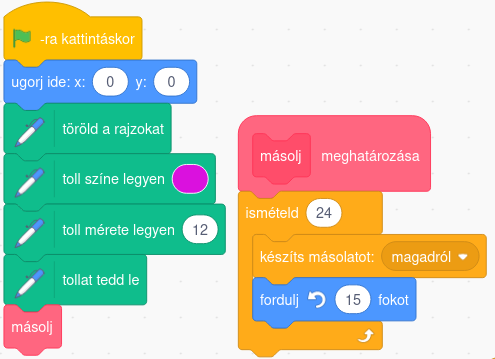 -ra kattintáskor
ugorj ide: x: 0 y: 0
töröld a rajzokat
toll színe legyen
toll mérete legyen 12
tollat tedd le
másolj
másolj meghatározása
ismételd 24
készíts másolatot: magadról
fordulj 15 fokot